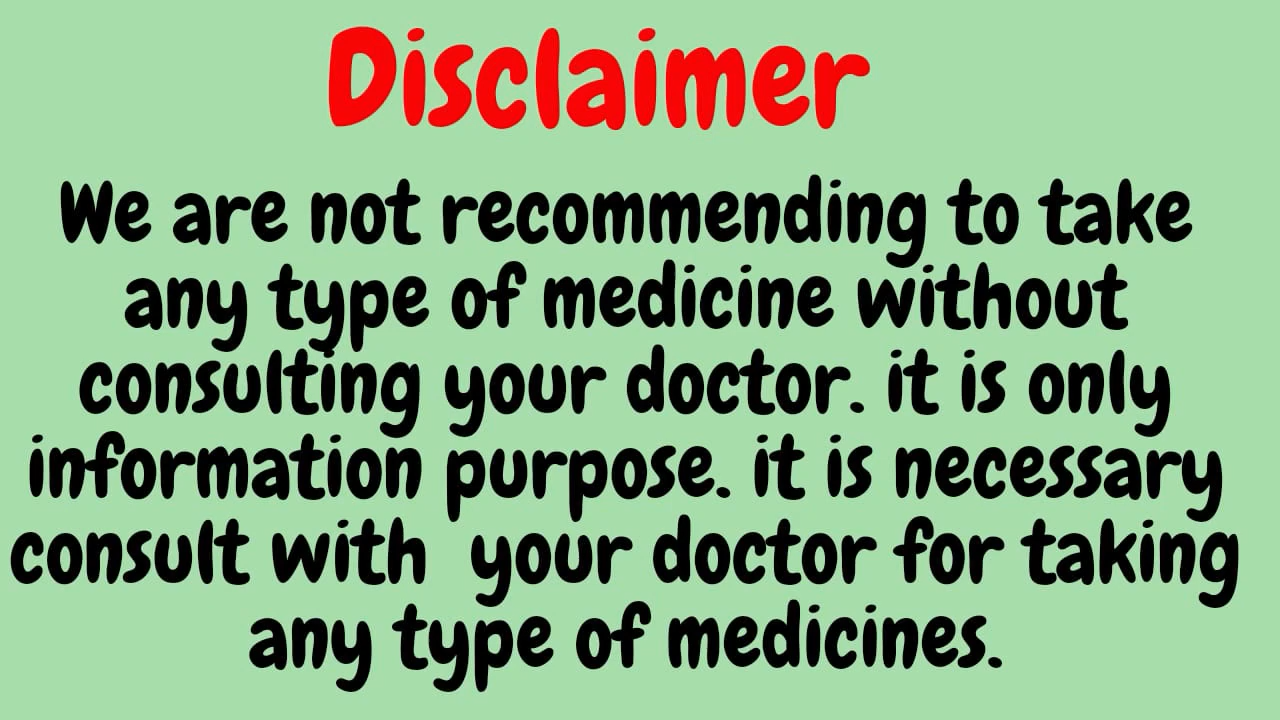 Disclaimer
We are not recommending to take
any type of medicine without
consulting your doctor. it is only
information purpose. it is necessary
consult with  your doctor for taking
any type of medicines.